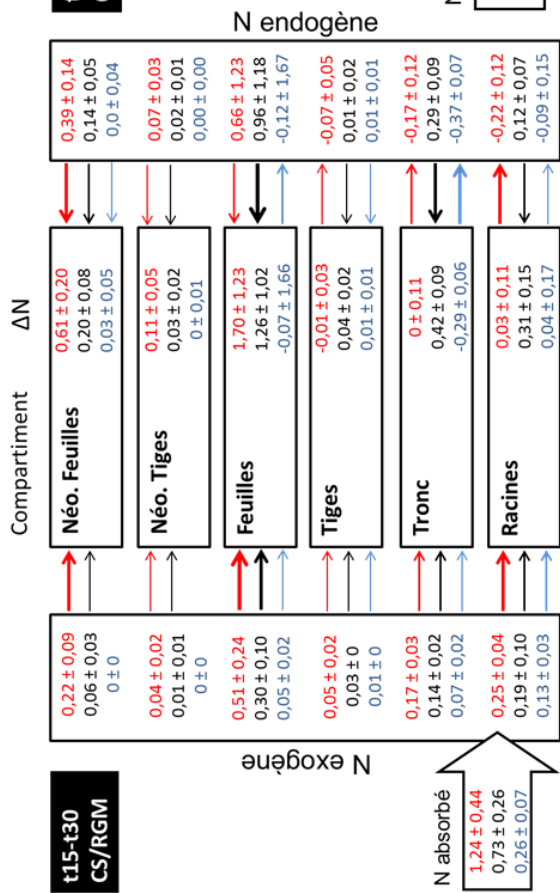 t15-t30
CS/RGM
Compartiment
ΔN
N exogène
N endogène
N absorbé
1,24 ± 0,44
0,73 ± 0,26
0,26 ± 0,07
0,22 ± 0,09
0,06 ± 0,03
0 ± 0
Néo. Feuilles
0,61 ± 0,20
0,20 ± 0,08
0,03 ± 0,05
0,39 ± 0,14
0,14 ± 0,05
0,0 ± 0,04
0,04 ± 0,02
0,01 ± 0,01
0 ± 0
Néo. Tiges
0,11 ± 0,05
0,03 ± 0,02
0 ± 0,01
0,07 ± 0,03
0,02 ± 0,01
0,00 ± 0,00
0,51 ± 0,24
0,30 ± 0,10
0,05 ± 0,02
Feuilles
1,70 ± 1,23
1,26 ± 1,02
-0,07 ± 1,66
0,66 ± 1,23
0,96 ± 1,18
-0,12 ± 1,67
0,05 ± 0,02
0,03 ± 0
0,01 ± 0
Tiges
-0,01 ± 0,03
0,04 ± 0,02
0,01 ± 0,01
-0,07 ± 0,05
0,01 ± 0,02
0,01 ± 0,01
0,17 ± 0,03
0,14 ± 0,02
0,07 ± 0,02
Tronc
0 ± 0,11
0,42 ± 0,09
-0,29 ± 0,06
-0,17 ± 0,12
0,29 ± 0,09
-0,37 ± 0,07
0,25 ± 0,04
0,19 ± 0,10
0,13 ± 0,03
Racines
0,03 ± 0,11
0,31 ± 0,15
0,04 ± 0,17
-0,22 ± 0,12
0,12 ± 0,07
-0,09 ± 0,15